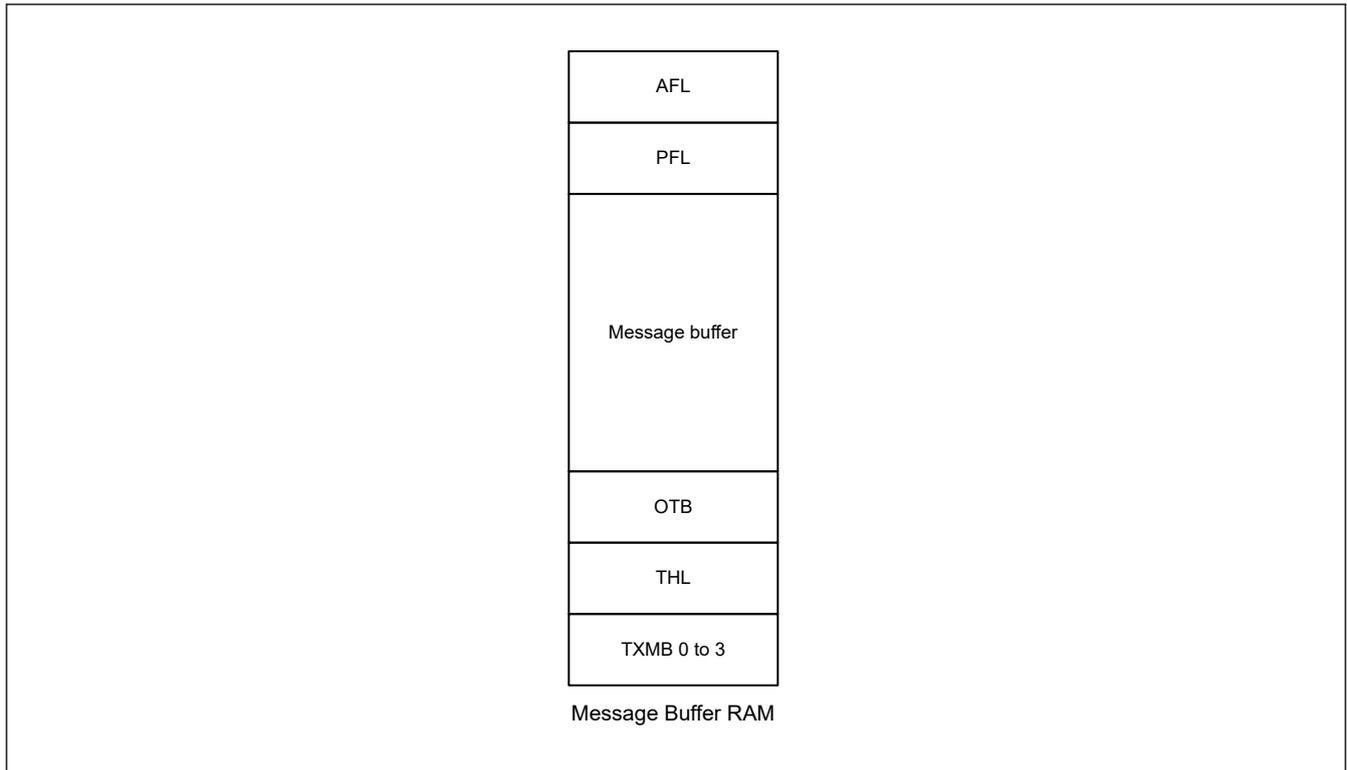 AFL
PFL
Message buffer
OTB
THL
TXMB 0 to 3
Message Buffer RAM